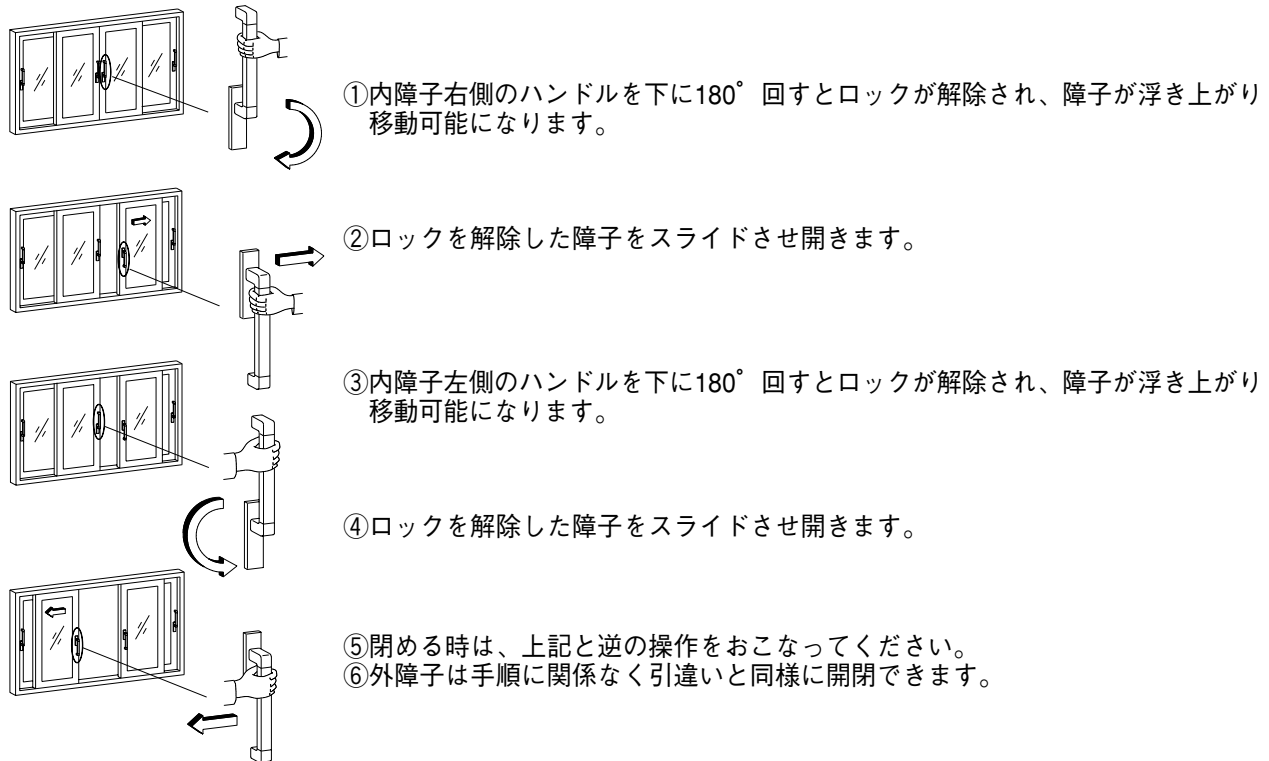 ①内障子右側のハンドルを下に180°回すとロックが解除され、障子が浮き上がり
移動可能になります。
②ロックを解除した障子をスライドさせ開きます。
③内障子左側のハンドルを下に180°回すとロックが解除され、障子が浮き上がり
移動可能になります。
④ロックを解除した障子をスライドさせ開きます。
⑤閉める時は、上記と逆の操作をおこなってください。
⑥外障子は手順に関係なく引違いと同様に開閉できます。